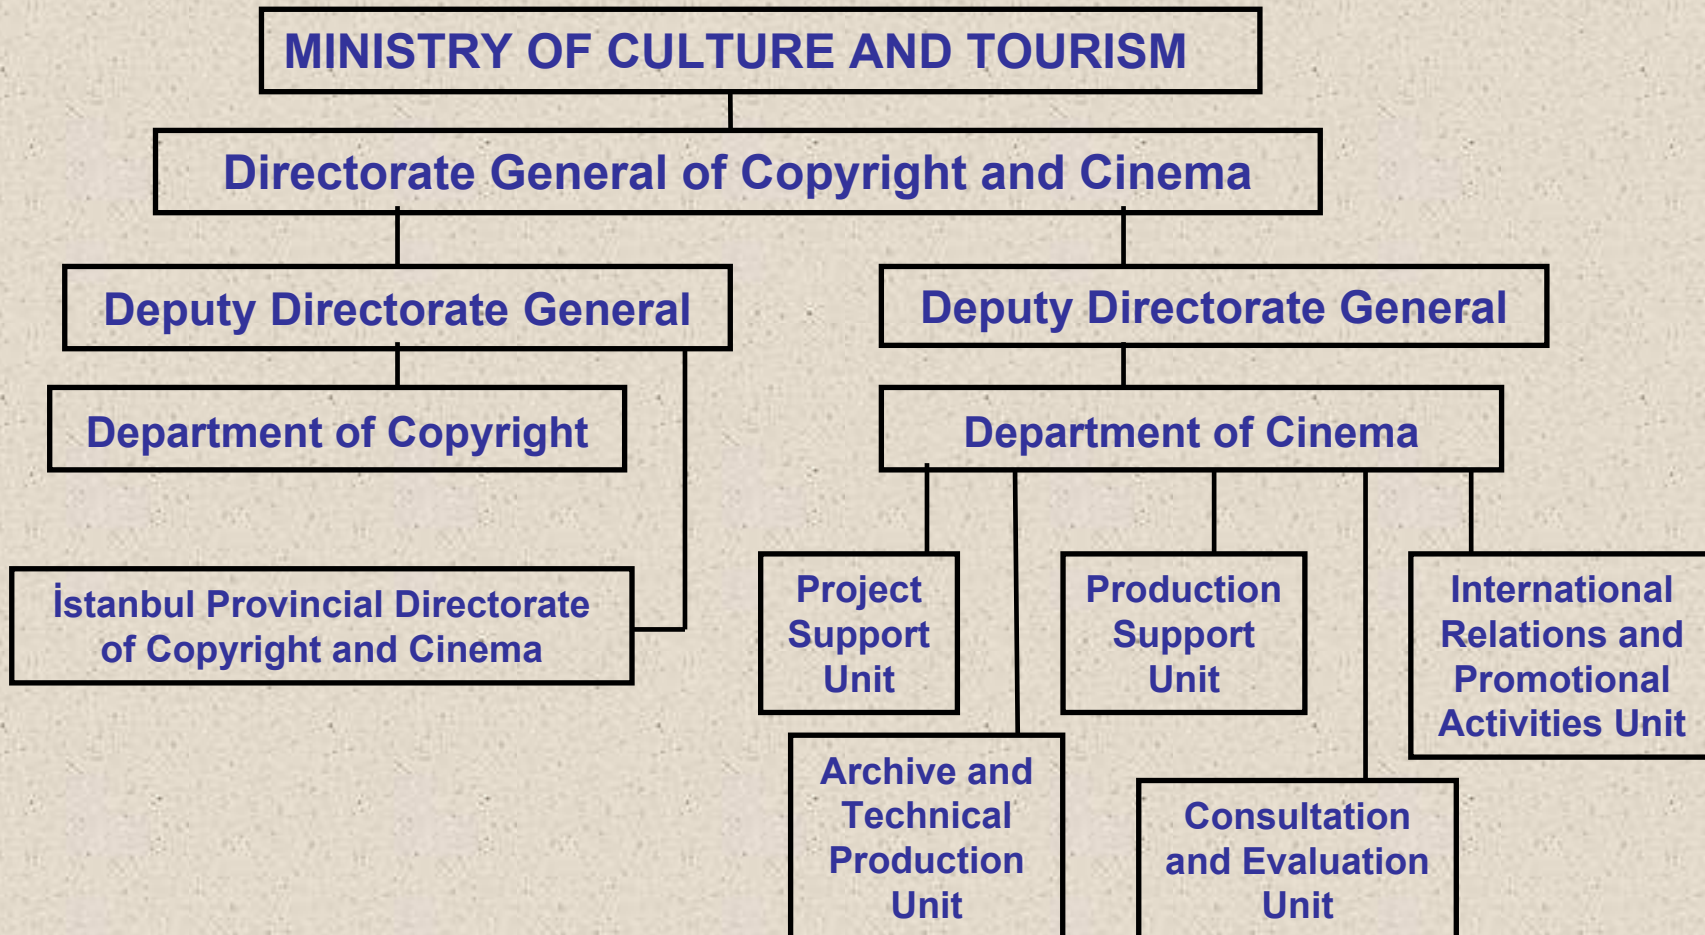 MINISTRY OF CULTURE AND TOURISM
Directorate General of Copyright and Cinema
Deputy Directorate General
Deputy Directorate General
Department of Copyright
Department of Cinema
İstanbul Provincial Directorate
of Copyright and Cinema
Project
Support
Unit
Production
Support
Unit
International
Relations and
Promotional
Activities Unit
Archive and
Technical
Production
Unit
Consultation
and Evaluation
Unit